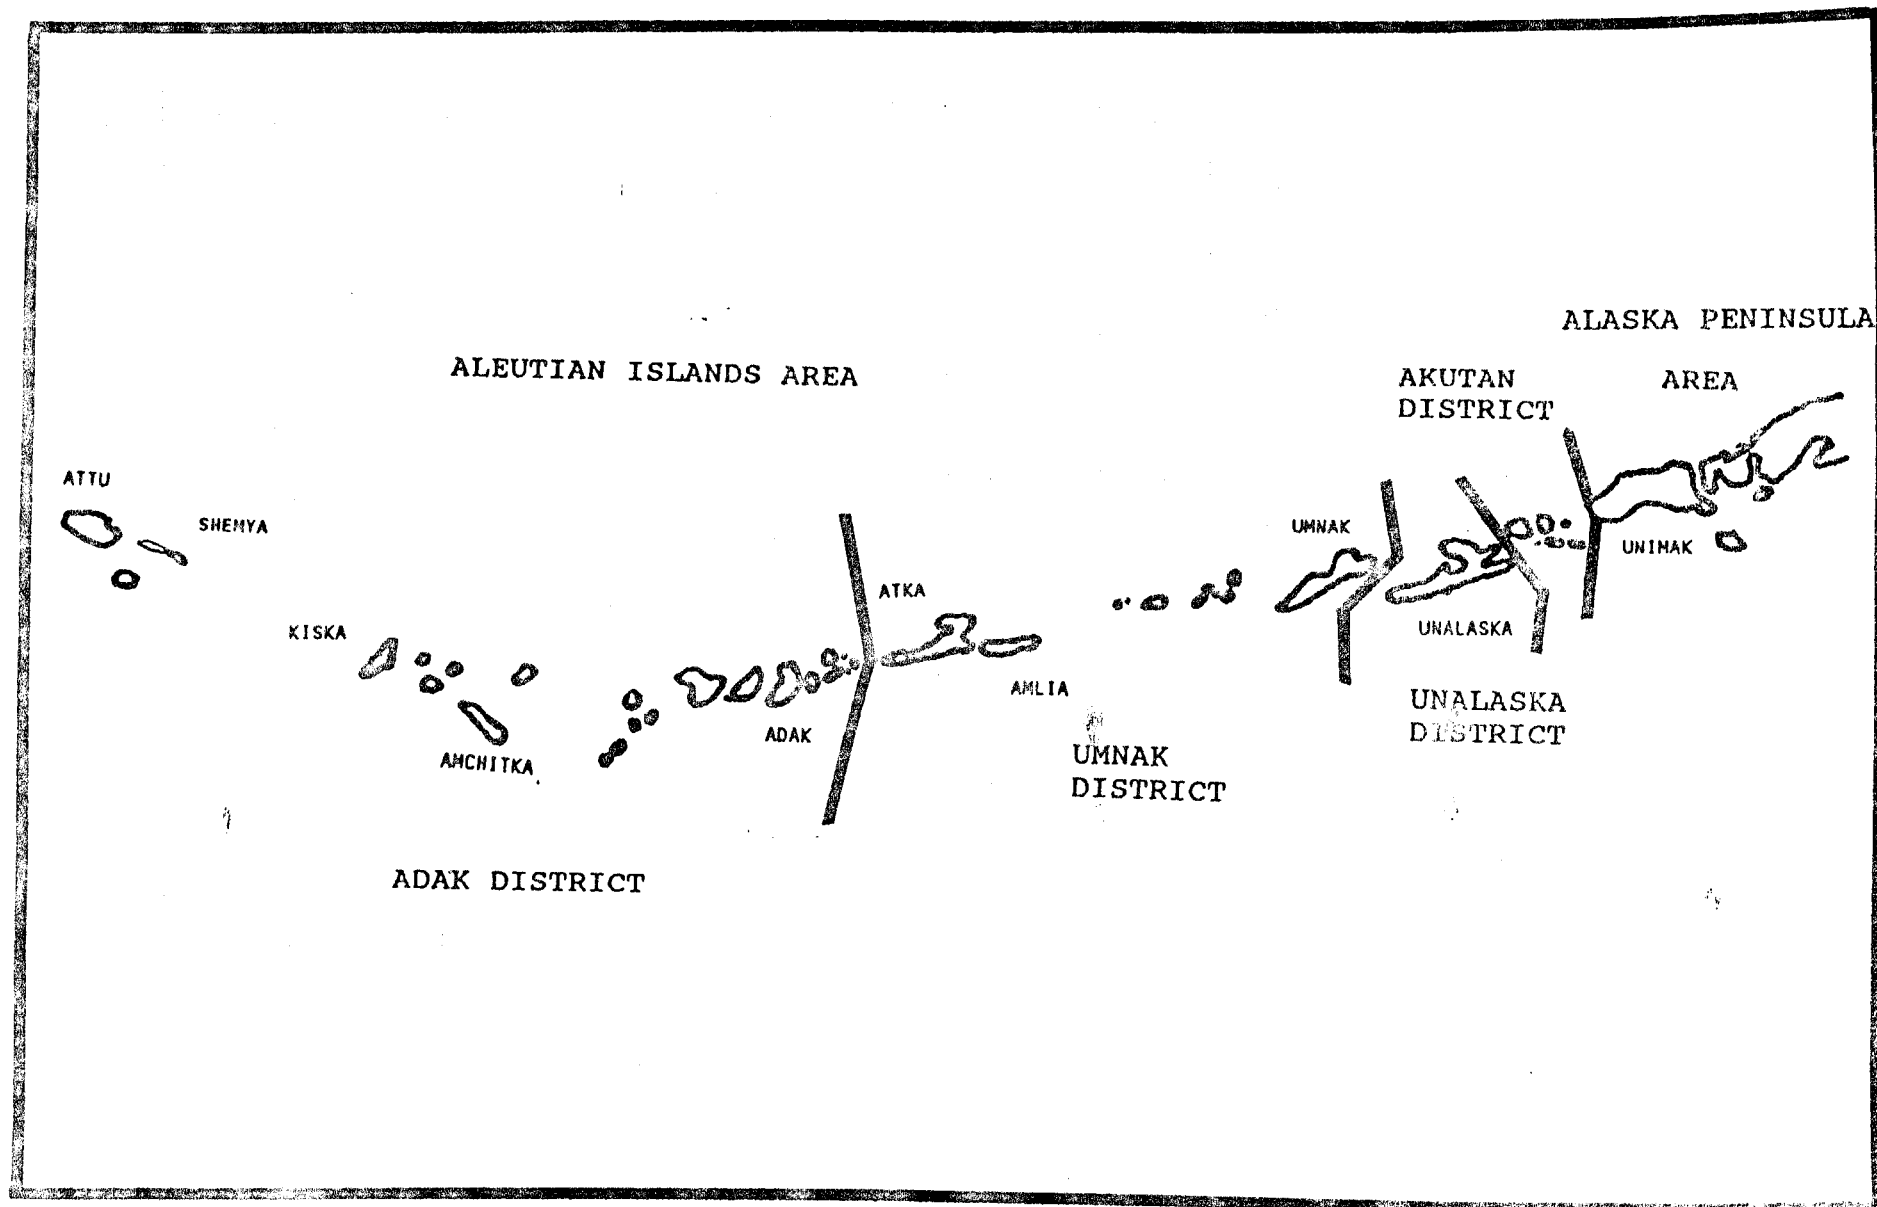 ALASKA PENINSULA
AREA
ALEUTIAN ISLANDS AREA
AKUTAN
DISTRICT
ATTU
SHEMYA
UMNAK
UNIMAK
ATKA
KISKA
UNALASKA
AMLIA
ADAK
AMCHITKA
UNALASKA
DISTRICT
UMNAK
DISTRICT
ADAK DISTRICT